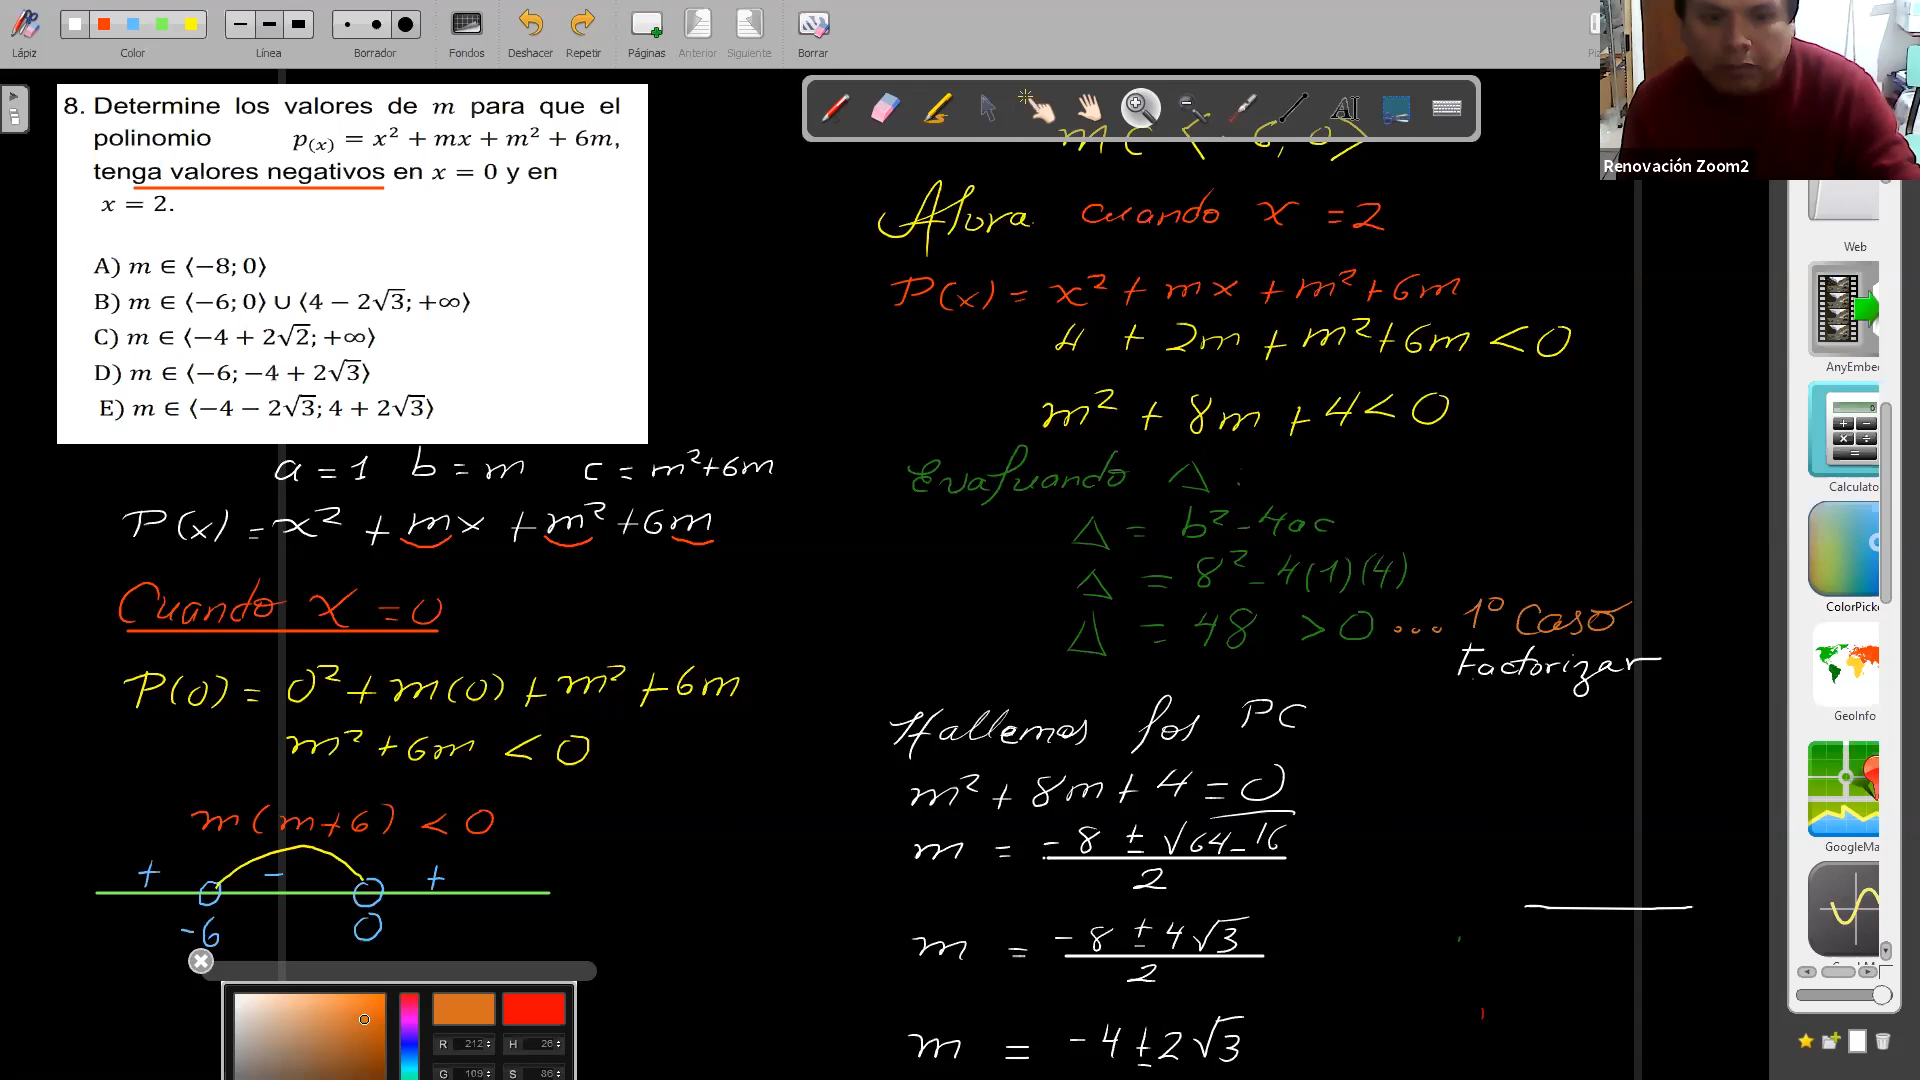 Lápiz
Color
Línea
Borrador
Fondos
Deshacer
Repetir
Páginas
Anterior
Siguiente
Borrar
Renovación Zoom2
8. Determine los valores de m para que el
polinomio p₍ₓ₎ = x² + mx + m² + 6m,
tenga valores negativos en x = 0 y en
x = 2.
A) m ∈ ⟨−8; 0⟩
B) m ∈ ⟨−6; 0⟩ ∪ ⟨4 − 2√3; +∞⟩
C) m ∈ ⟨−4 + 2√2; +∞⟩
D) m ∈ ⟨−6; −4 + 2√3⟩
E) m ∈ ⟨−4 − 2√3; 4 + 2√3⟩
a = 1 b = m c = m²+6m
P(x) = x² + mx + m² + 6m
Cuando x = 0
P(0) = 0² + m(0) + m² + 6m
m² + 6m < 0
m(m+6) < 0
+ − +
-6 0
Ahora cuando x = 2
P(x) = x² + mx + m² + 6m
4 + 2m + m² + 6m < 0
m² + 8m + 4 < 0
Evaluando Δ:
Δ = b² - 4ac
Δ = 8² - 4(1)(4)
Δ = 48 > 0 ... 1º Caso
Factorizar
Hallemos los PC
m² + 8m + 4 = 0
m = (-8 ± √64-16)/2
m = (-8 ± 4√3)/2
m = -4 ± 2√3
Web
AnyEmbe
Calculato
ColorPicke
GeoInfo
GoogleMa
R 212 H 26
G 109 S 86